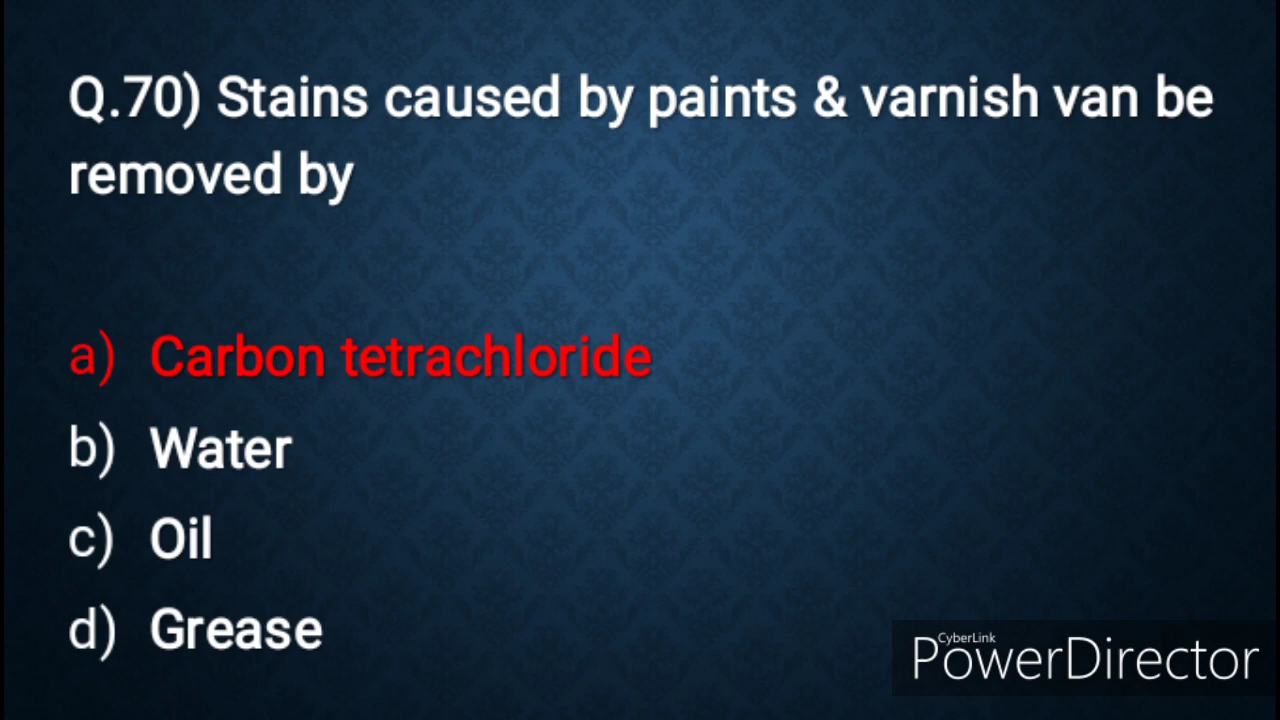 Q.70) Stains caused by paints & varnish van be
removed by
a) Carbon tetrachloride
b) Water
c) Oil
d) Grease
CyberLink
PowerDirector